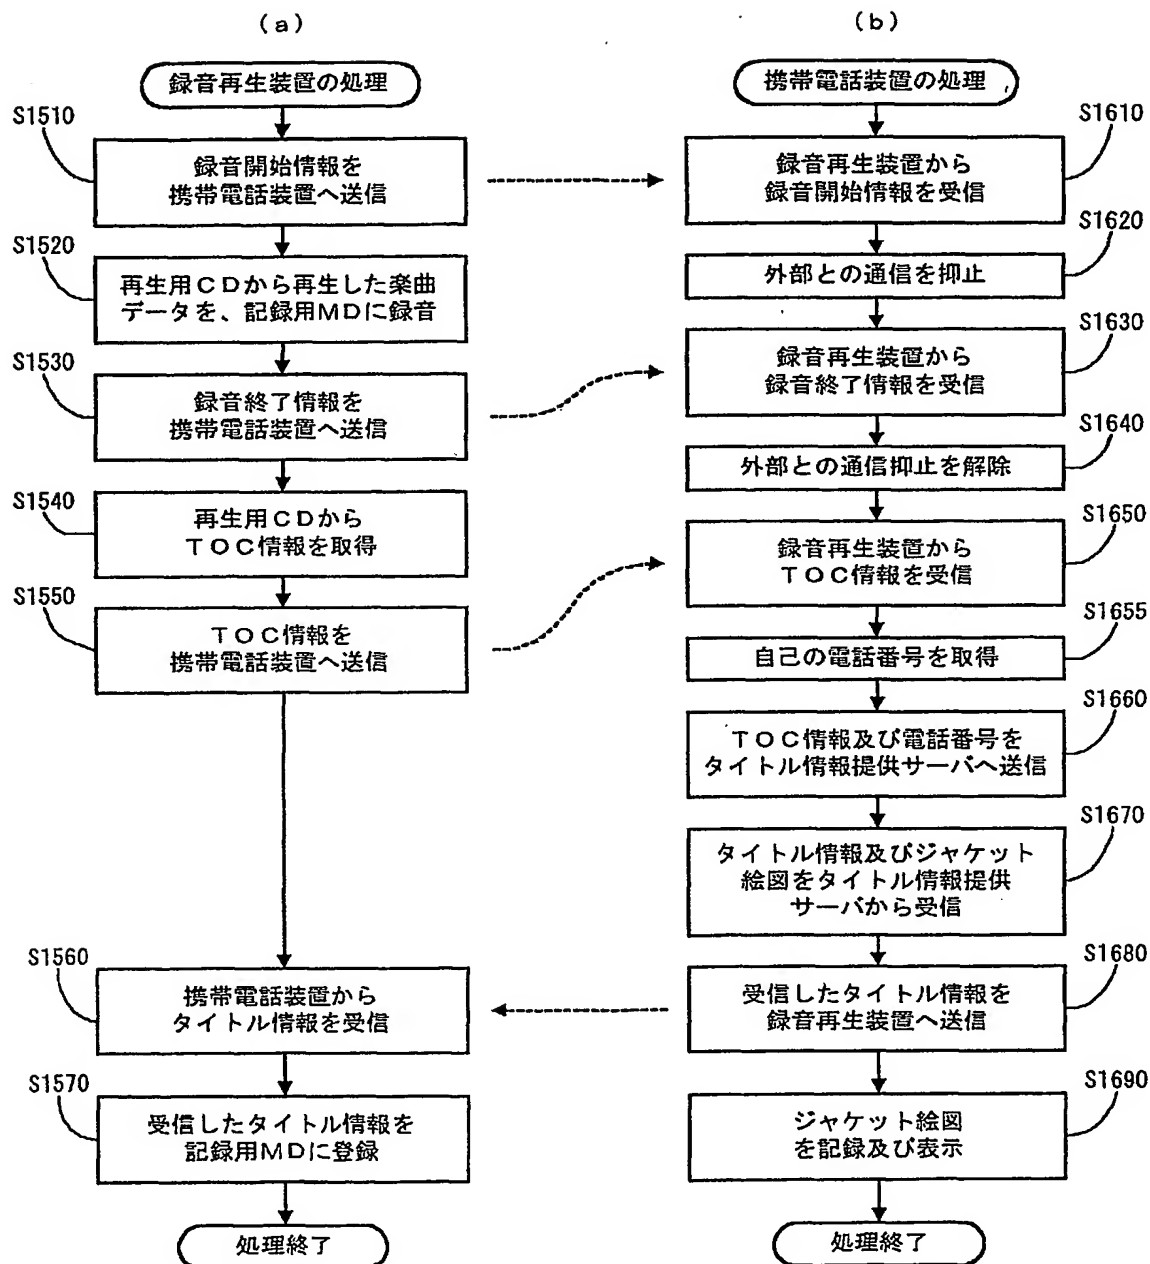 (a)
録音再生装置の処理
S1510
録音開始情報を
携帯電話装置へ送信
S1520
再生用CDから再生した楽曲
データを、記録用MDに録音
S1530
録音終了情報を
携帯電話装置へ送信
S1540
再生用CDから
TOC情報を取得
S1550
TOC情報を
携帯電話装置へ送信
S1560
携帯電話装置から
タイトル情報を受信
S1570
受信したタイトル情報を
記録用MDに登録
処理終了
(b)
携帯電話装置の処理
S1610
録音再生装置から
録音開始情報を受信
S1620
外部との通信を抑止
S1630
録音再生装置から
録音終了情報を受信
S1640
外部との通信抑止を解除
S1650
録音再生装置から
TOC情報を受信
S1655
自己の電話番号を取得
S1660
TOC情報及び電話番号を
タイトル情報提供サーバへ送信
S1670
タイトル情報及びジャケット
絵図をタイトル情報提供
サーバから受信
S1680
受信したタイトル情報を
録音再生装置へ送信
S1690
ジャケット絵図
を記録及び表示
処理終了